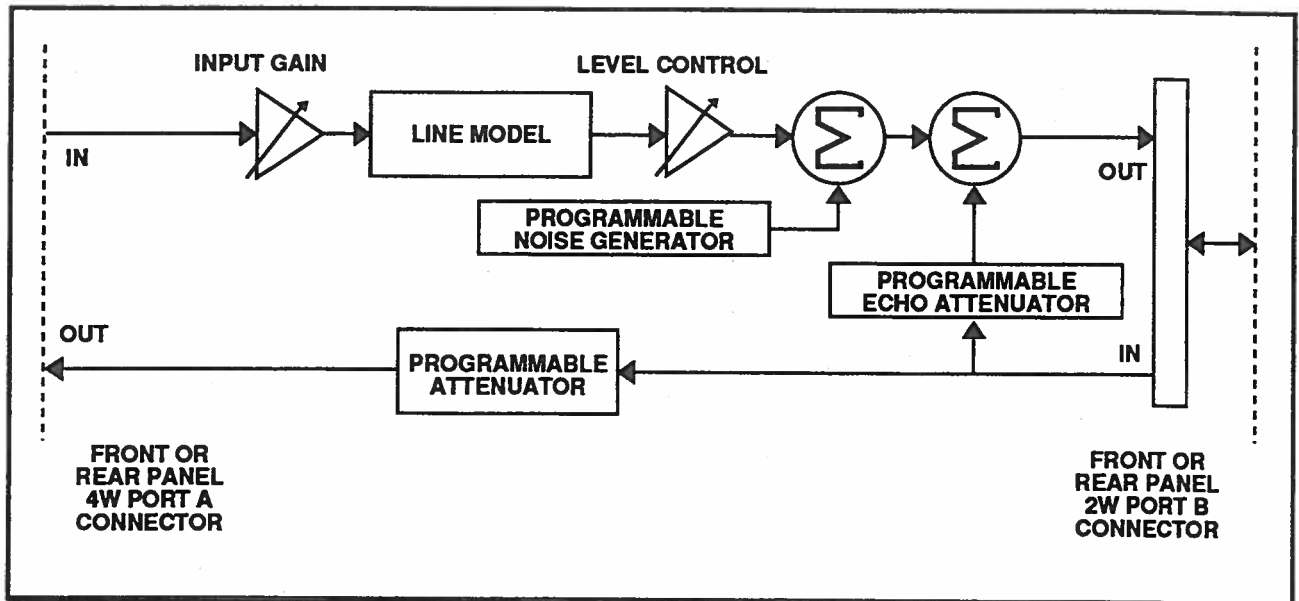 INPUT GAIN
LEVEL CONTROL
IN
LINE MODEL
Σ
Σ
OUT
PROGRAMMABLE
NOISE GENERATOR
PROGRAMMABLE
ECHO ATTENUATOR
OUT
PROGRAMMABLE
ATTENUATOR
IN
FRONT OR
REAR PANEL
4W PORT A
CONNECTOR
FRONT OR
REAR PANEL
2W PORT B
CONNECTOR